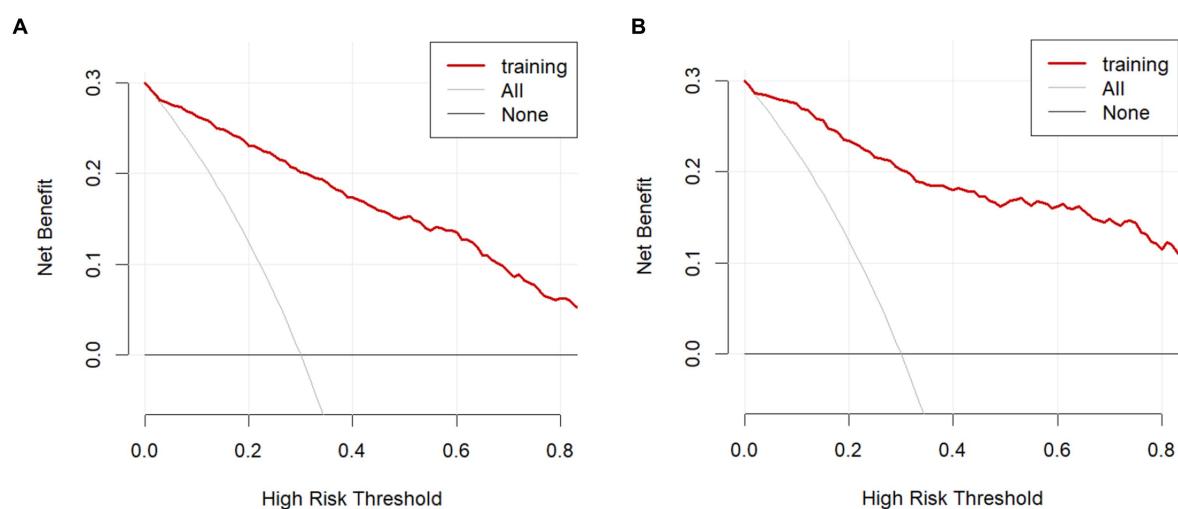 A
training
All
None
Net Benefit
0.3
0.2
0.1
0.0
0.0 0.2 0.4 0.6 0.8
High Risk Threshold
B
training
All
None
Net Benefit
0.3
0.2
0.1
0.0
0.0 0.2 0.4 0.6 0.8
High Risk Threshold